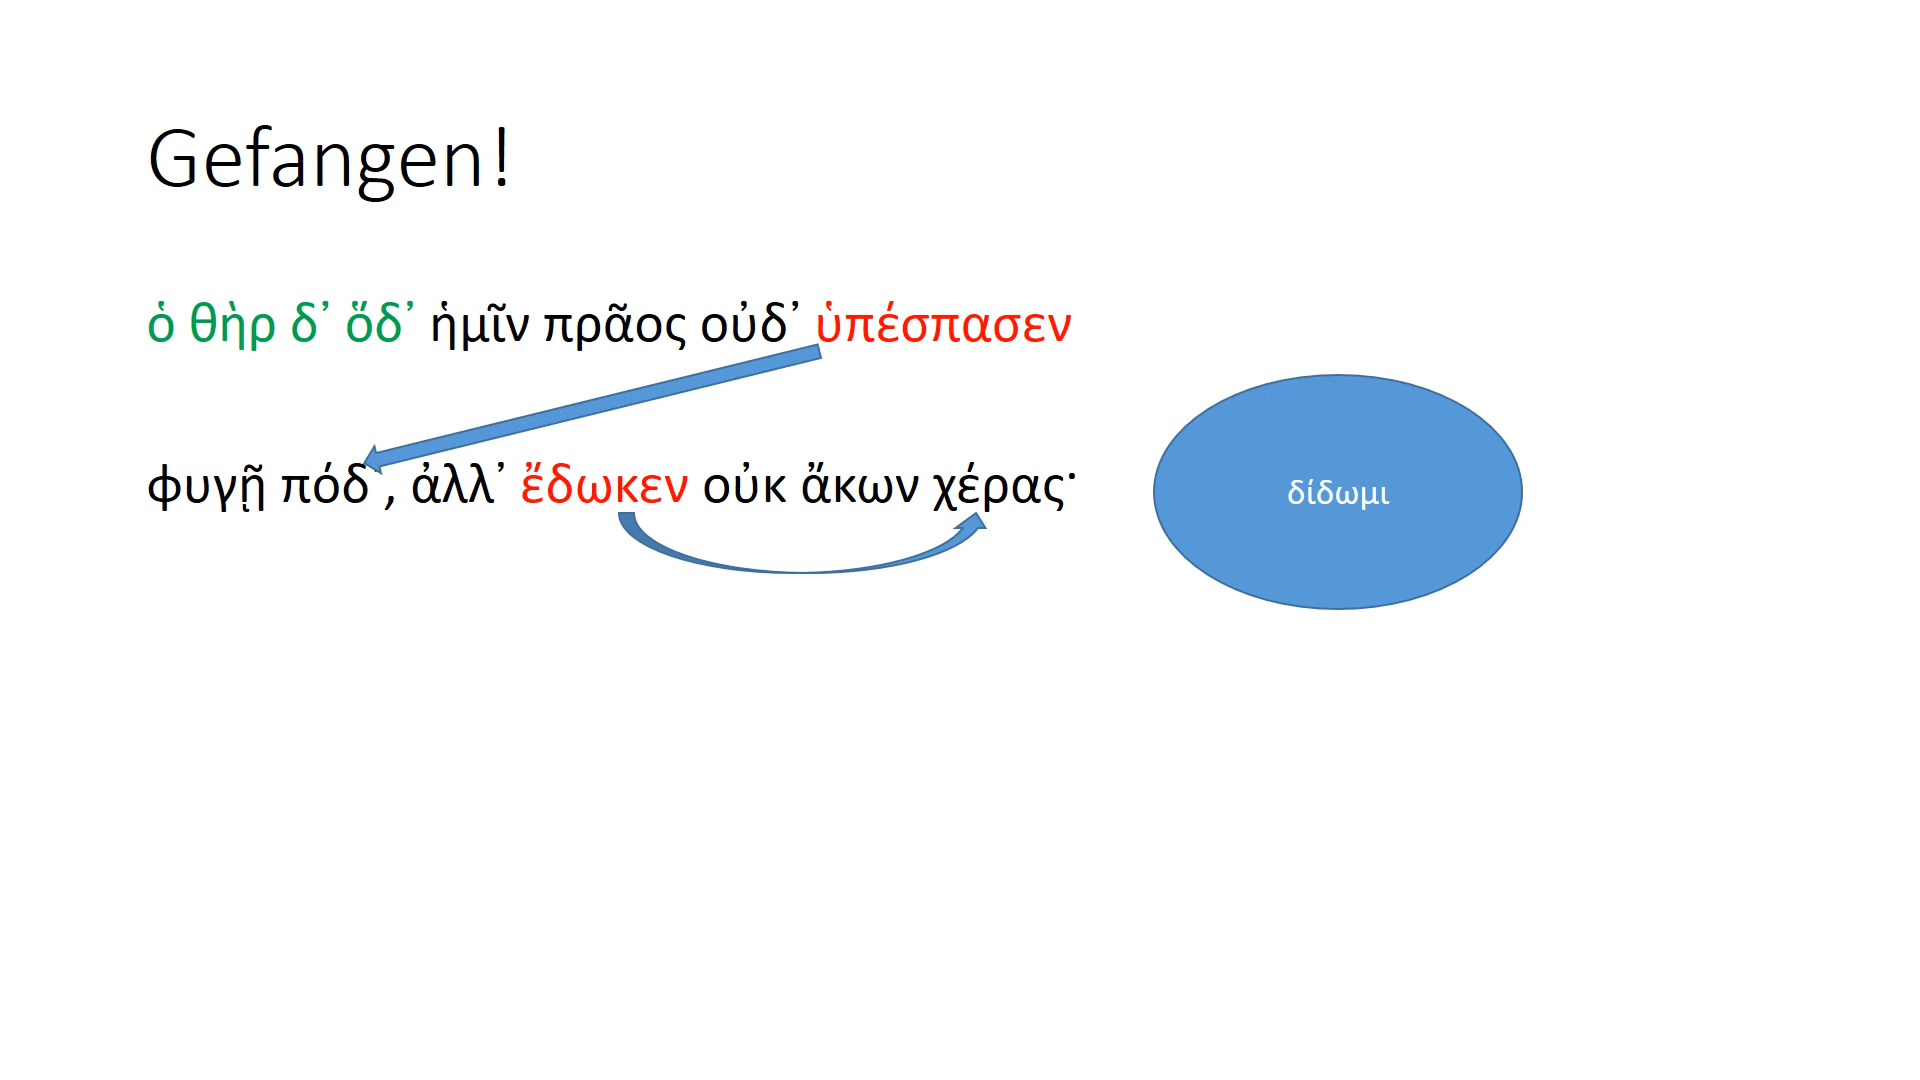 Gefangen!
ὁ θὴρ δ᾽ ὅδ᾽ ἡμῖν πρᾶος οὐδ᾽ ὑπέσπασεν
φυγῇ πόδ᾽, ἀλλ᾽ ἔδωκεν οὐκ ἄκων χέρας·
δίδωμι